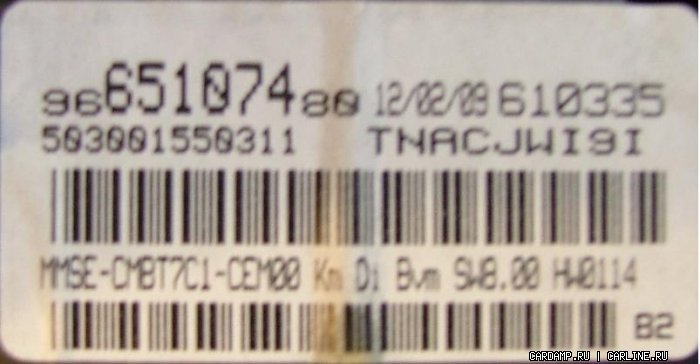 9665107480 12/02/09 610335
503001550311 TNACJWI9I
MMSE-CMBT7C1-CEM00 Km Di Bvm SW8.00 HW0114
B2
CARDAMP.RU | CARLINE.RU